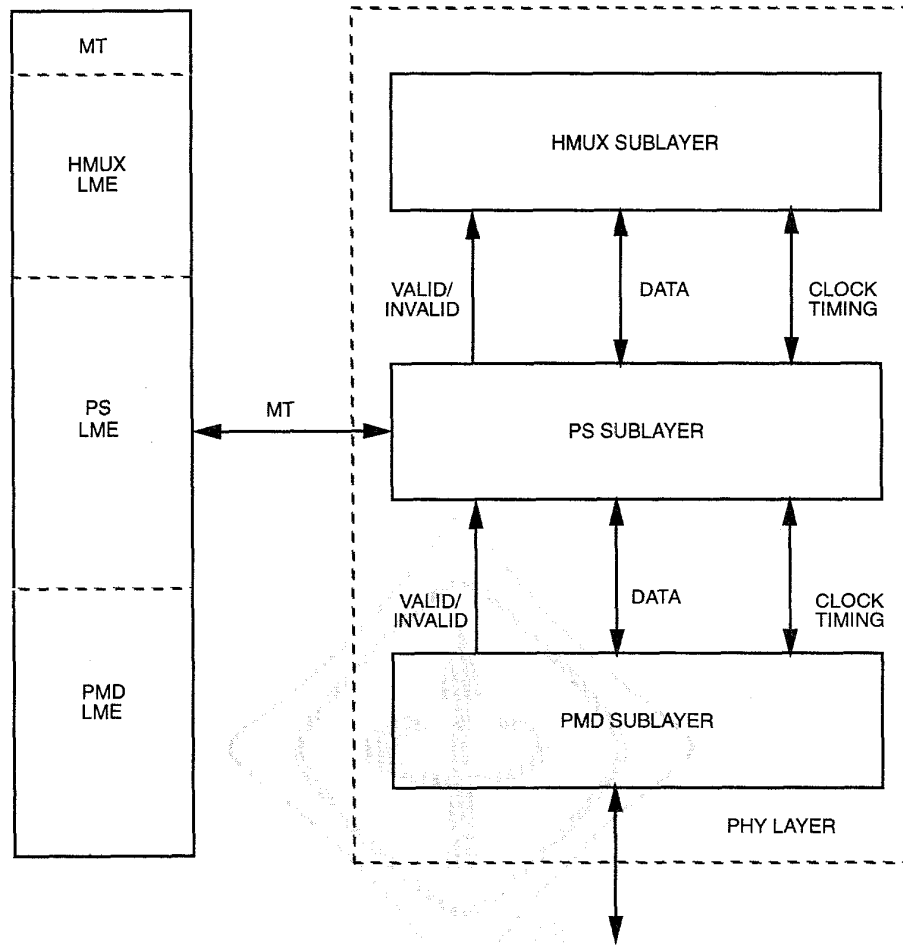 MT
HMUX
LME
PS
LME
PMD
LME
MT
HMUX SUBLAYER
VALID/
INVALID
DATA
CLOCK
TIMING
PS SUBLAYER
VALID/
INVALID
DATA
CLOCK
TIMING
PMD SUBLAYER
PHY LAYER